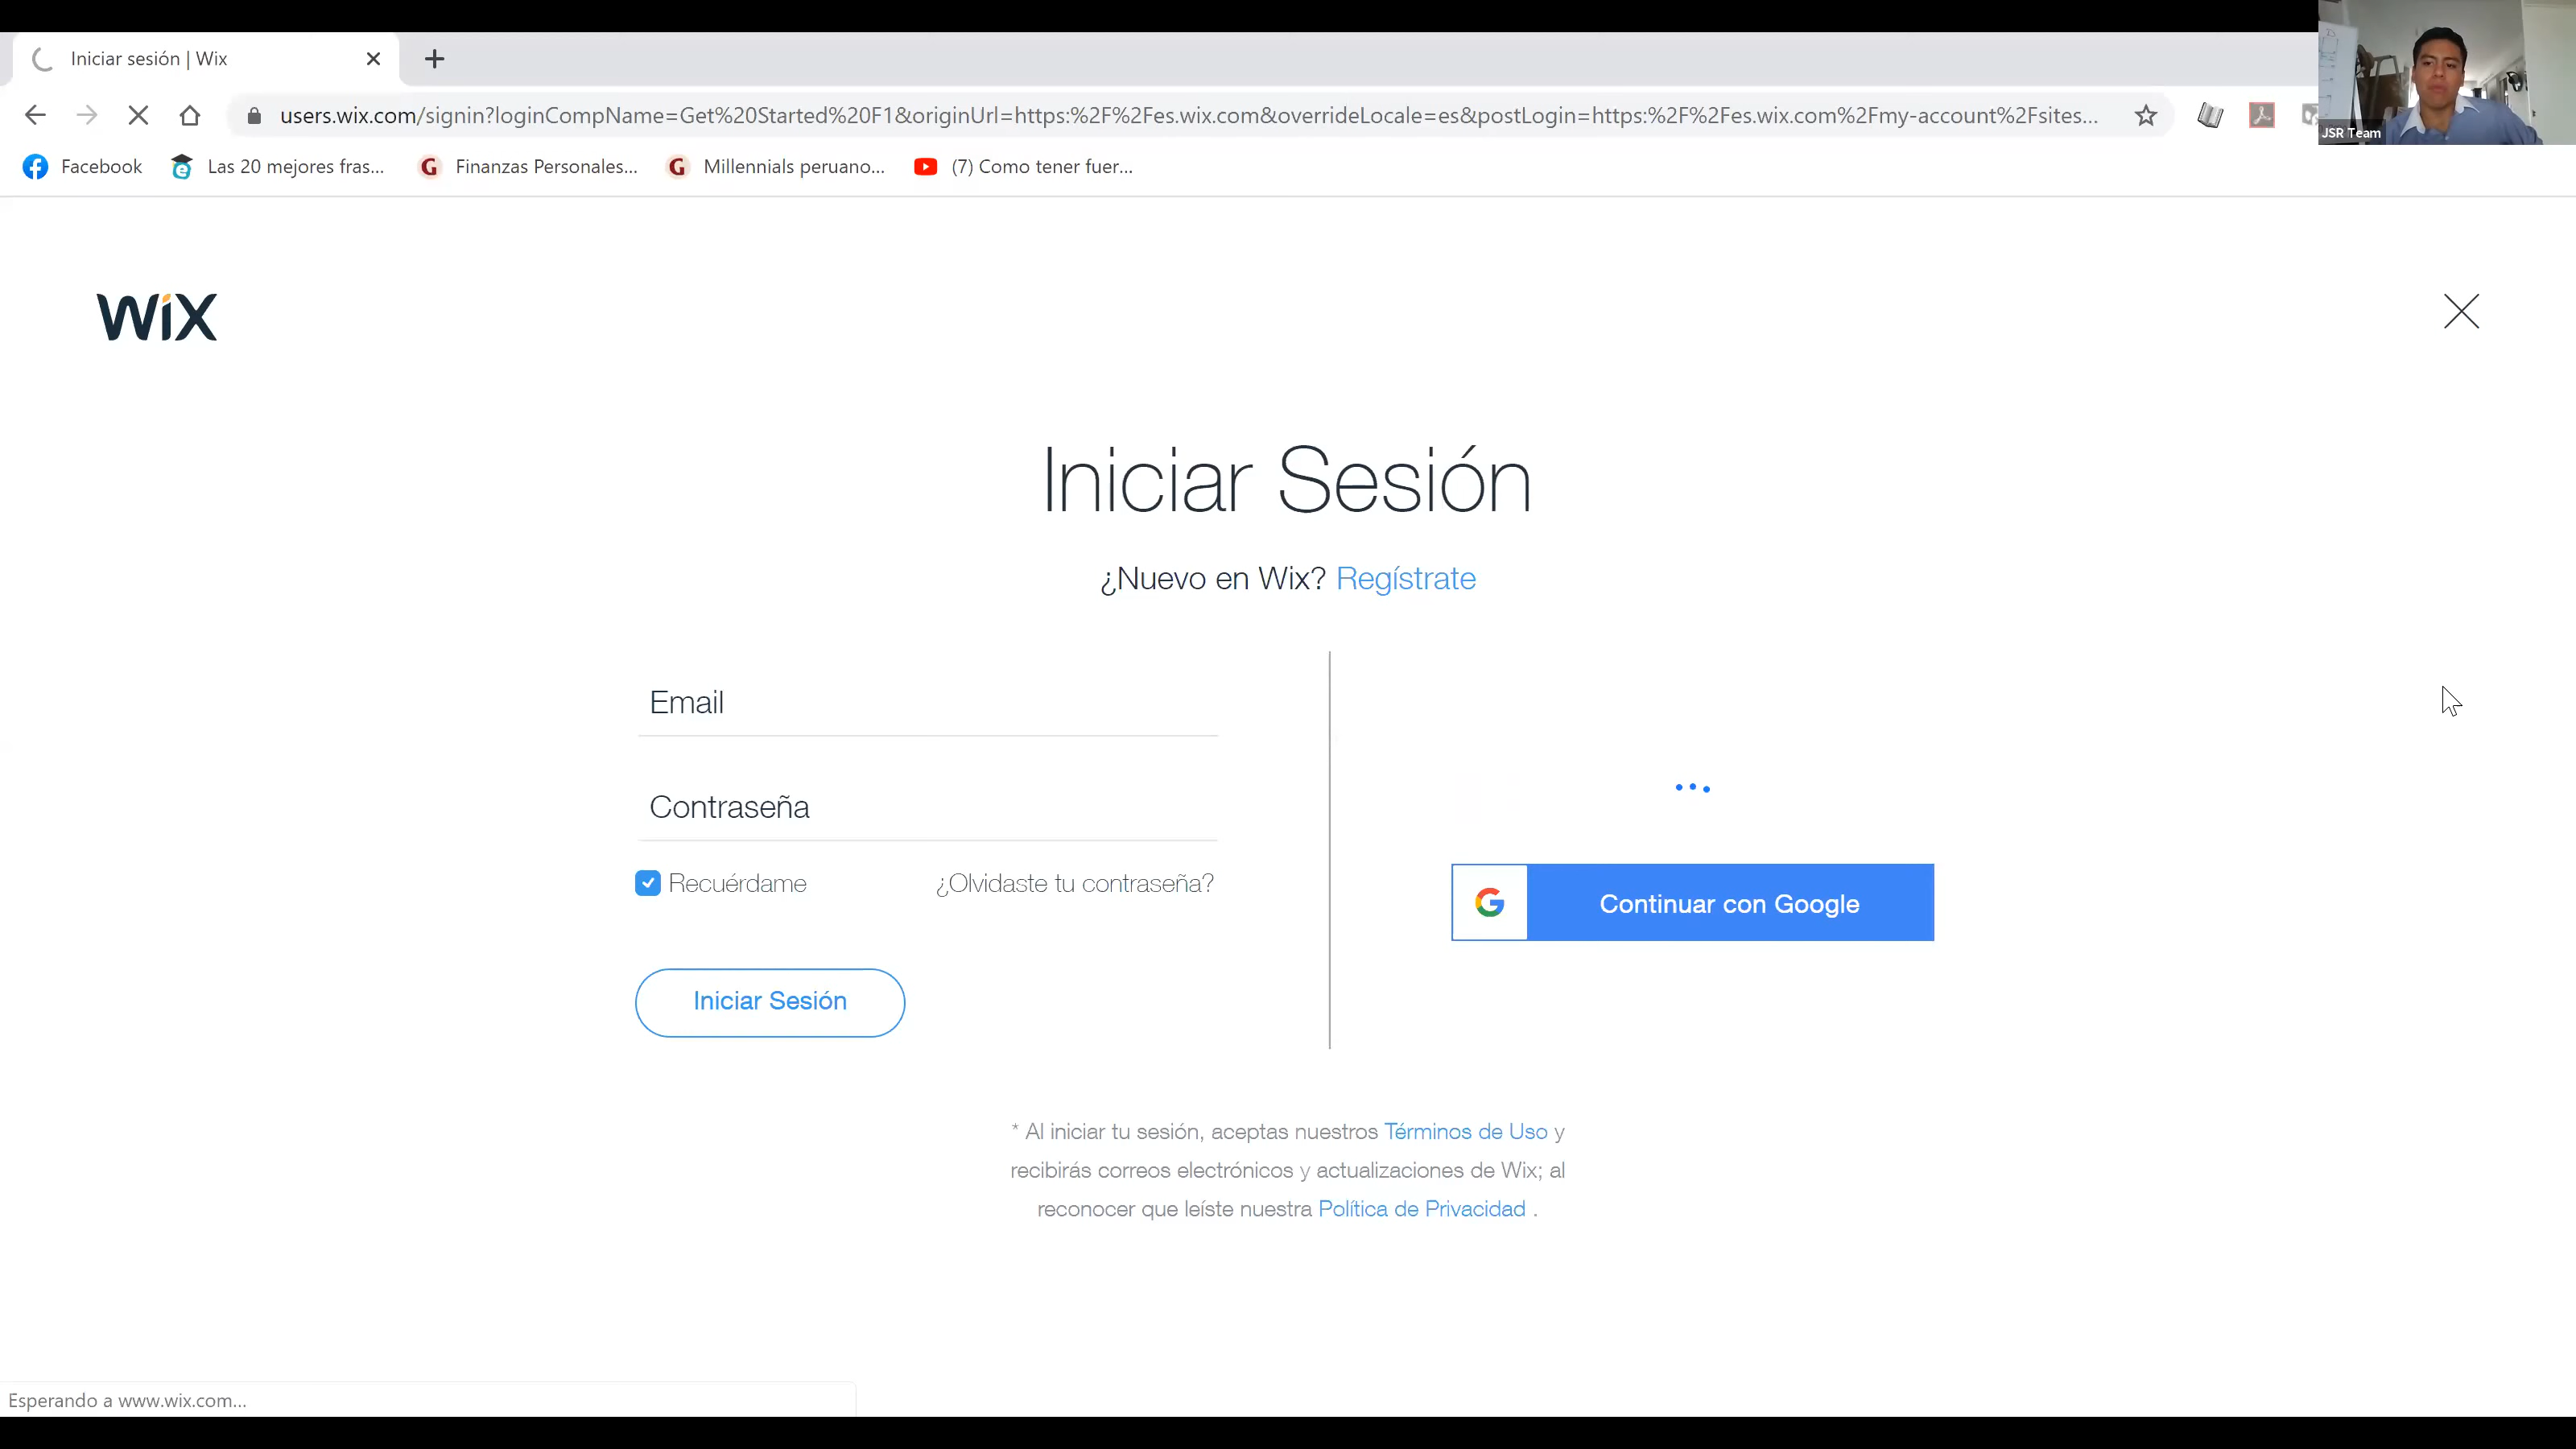 Iniciar sesión | Wix
users.wix.com/signin?loginCompName=Get%20Started%20F1&originUrl=https:%2F%2Fes.wix.com&overrideLocale=es&postLogin=https:%2F%2Fes.wix.com%2Fmy-account%2Fsites...
JSR Team
Facebook
Las 20 mejores fras...
Finanzas Personales...
Millennials peruano...
(7) Como tener fuer...
WiX
Iniciar Sesión
¿Nuevo en Wix? Regístrate
Email
Contraseña
Recuérdame
¿Olvidaste tu contraseña?
Iniciar Sesión
Continuar con Google
* Al iniciar tu sesión, aceptas nuestros Términos de Uso y
recibirás correos electrónicos y actualizaciones de Wix; al
reconocer que leíste nuestra Política de Privacidad .
Esperando a www.wix.com...